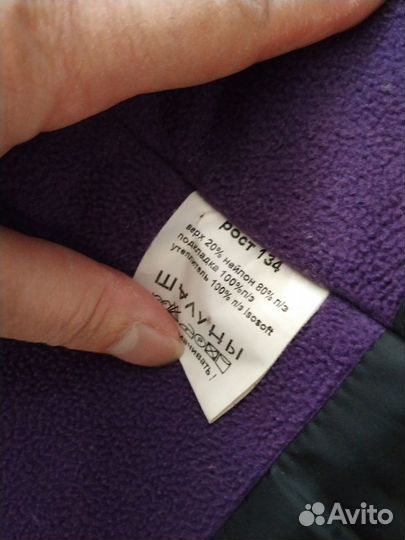 рост 134
верх 20% нейлон 80% п/э
подкладка 100%п/э
утеплитель 100% п/э Isosoft
ШАЛУНЫ
Avito